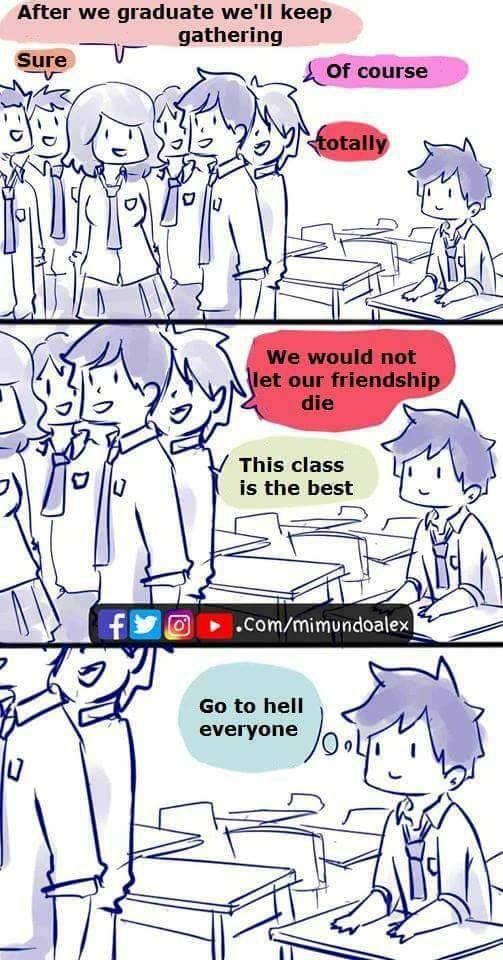 After we graduate we'll keep
gathering
Sure
Of course
totally
We would not
let our friendship
die
This class
is the best
.com/mimundoalex
Go to hell
everyone